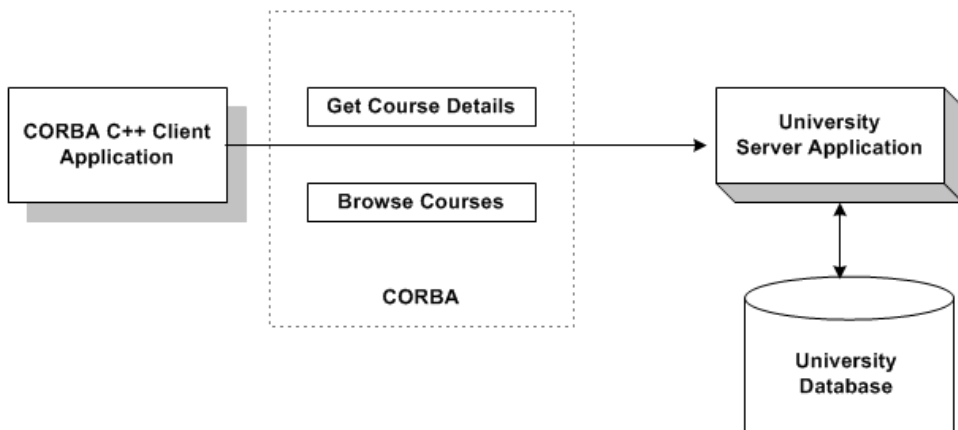 CORBA C++ Client
Application
Get Course Details
Browse Courses
CORBA
University
Server Application
University
Database